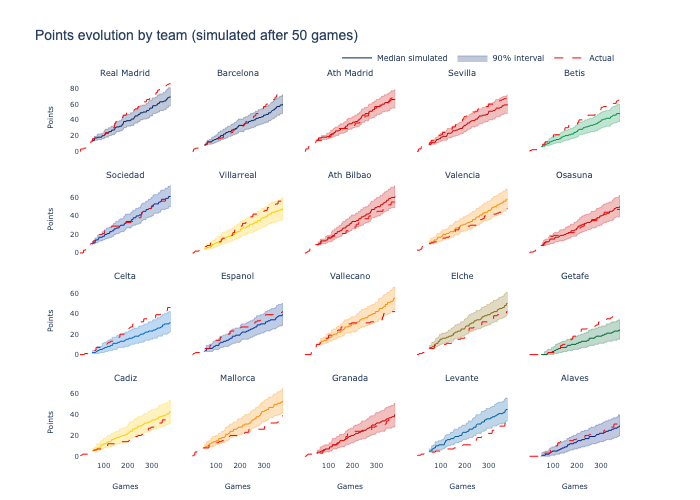 Points evolution by team (simulated after 50 games)
Median simulated 90% interval Actual
Real Madrid Barcelona Ath Madrid Sevilla Betis
80
60
40
20
0
Points
Sociedad Villarreal Ath Bilbao Valencia Osasuna
60
40
20
0
Points
Celta Espanol Vallecano Elche Getafe
60
40
20
0
Points
Cadiz Mallorca Granada Levante Alaves
60
40
20
0
Points
100 200 300 100 200 300 100 200 300 100 200 300 100 200 300
Games Games Games Games Games